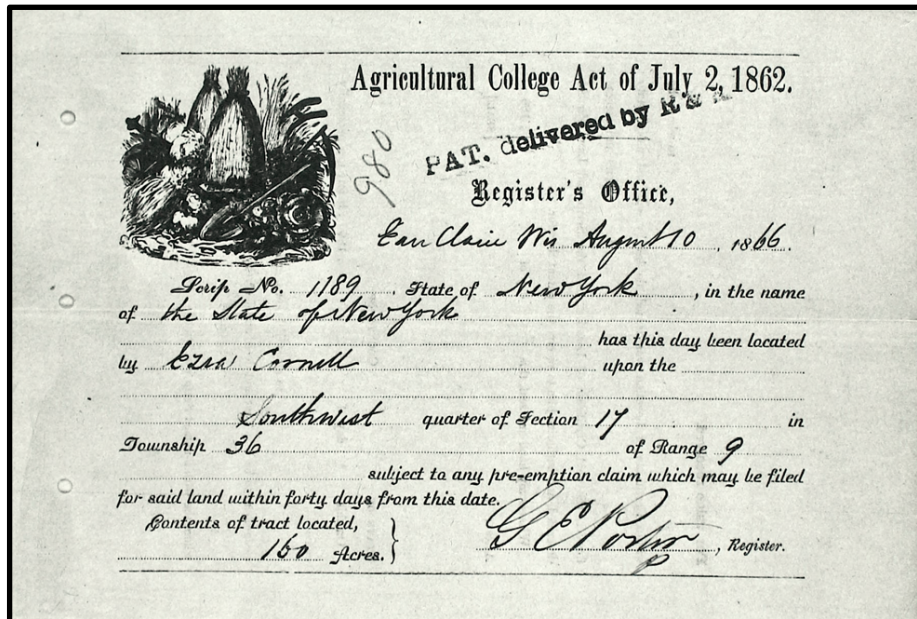 Agricultural College Act of July 2, 1862.
980
PAT. delivered by R &
Register's Office,
Eau Claire Wis August 10, 1866.
Scrip No. 1189. State of New York, in the name
of the State of New York
has this day been located
by Ezra Cornell upon the
Southwest quarter of Section 17 in
Township 36 of Range 9
subject to any pre-emption claim which may be filed
for said land within forty days from this date.
Contents of tract located,
160 Acres. } G E Porter, Register.